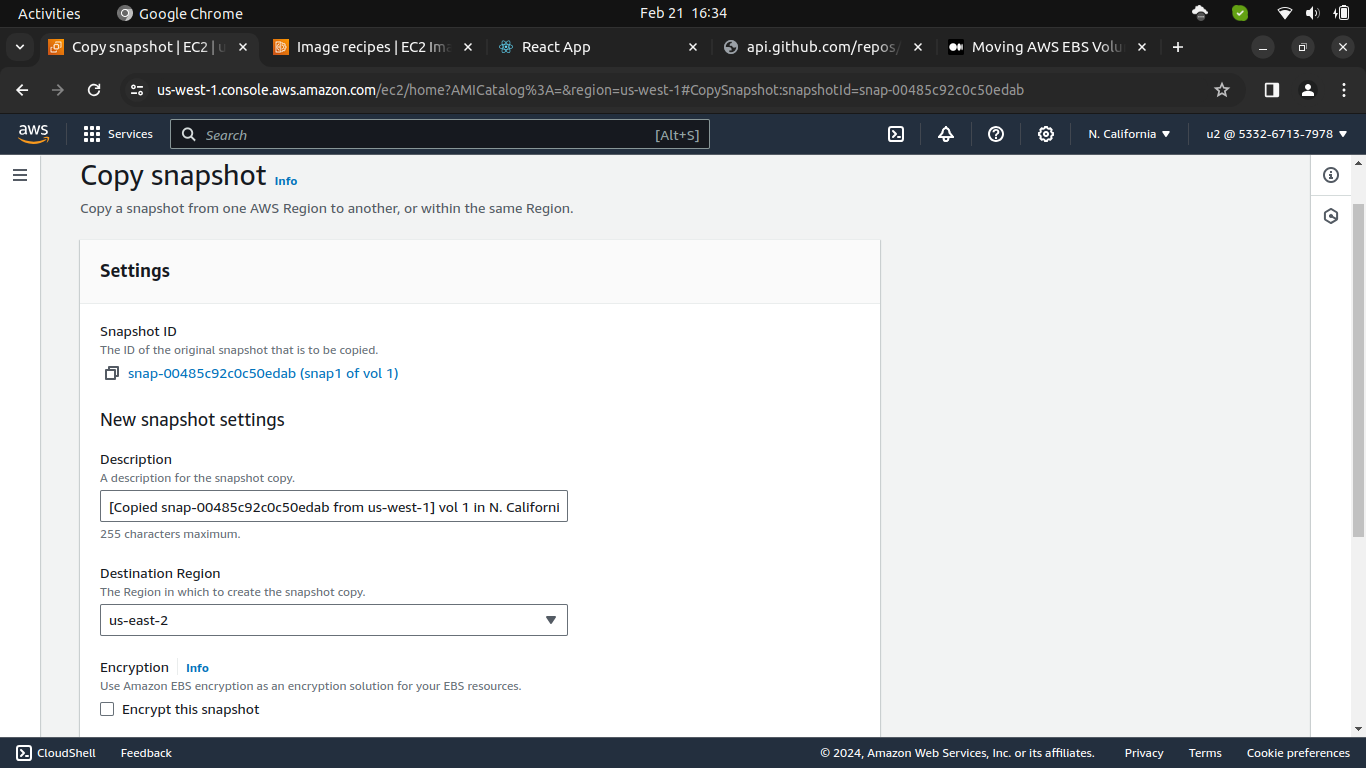 Activities Google Chrome Feb 21 16:34
Copy snapshot | EC2 | u Image recipes | EC2 Ima React App api.github.com/repos/ Moving AWS EBS Volu
us-west-1.console.aws.amazon.com/ec2/home?AMICatalog%3A=&region=us-west-1#CopySnapshot:snapshotId=snap-00485c92c0c50edab
aws Services Search [Alt+S] N. California u2 @ 5332-6713-7978
Copy snapshot Info
Copy a snapshot from one AWS Region to another, or within the same Region.
Settings
Snapshot ID
The ID of the original snapshot that is to be copied.
snap-00485c92c0c50edab (snap1 of vol 1)
New snapshot settings
Description
A description for the snapshot copy.
[Copied snap-00485c92c0c50edab from us-west-1] vol 1 in N. Californi
255 characters maximum.
Destination Region
The Region in which to create the snapshot copy.
us-east-2
Encryption Info
Use Amazon EBS encryption as an encryption solution for your EBS resources.
Encrypt this snapshot
CloudShell Feedback © 2024, Amazon Web Services, Inc. or its affiliates. Privacy Terms Cookie preferences